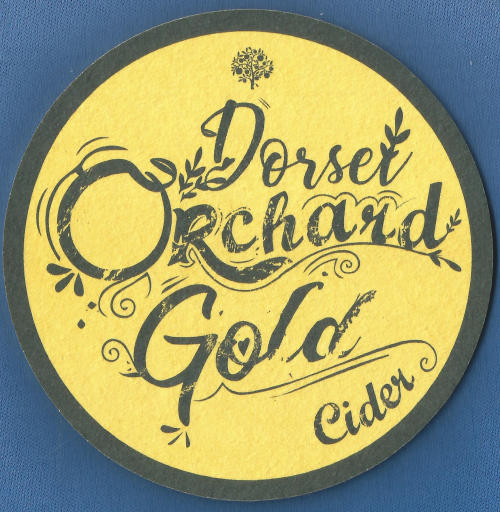 Dorset
Orchard
Gold
Cider